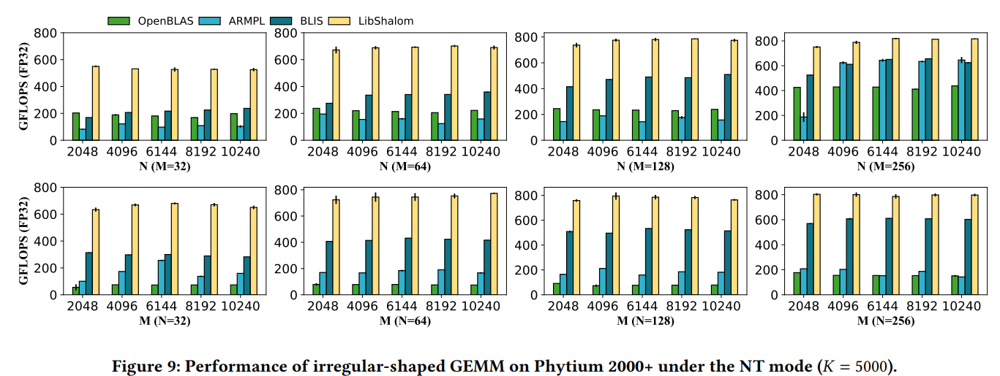 OpenBLAS ARMPL BLIS LibShalom
GFLOPS (FP32)
800
600
400
200
0
2048 4096 6144 8192 10240
N (M=32)
800
600
400
200
0
2048 4096 6144 8192 10240
N (M=64)
800
600
400
200
0
2048 4096 6144 8192 10240
N (M=128)
800
600
400
200
0
2048 4096 6144 8192 10240
N (M=256)
GFLOPS (FP32)
800
600
400
200
0
2048 4096 6144 8192 10240
M (N=32)
800
600
400
200
0
2048 4096 6144 8192 10240
M (N=64)
800
600
400
200
0
2048 4096 6144 8192 10240
M (N=128)
800
600
400
200
0
2048 4096 6144 8192 10240
M (N=256)
Figure 9: Performance of irregular-shaped GEMM on Phytium 2000+ under the NT mode (K = 5000).